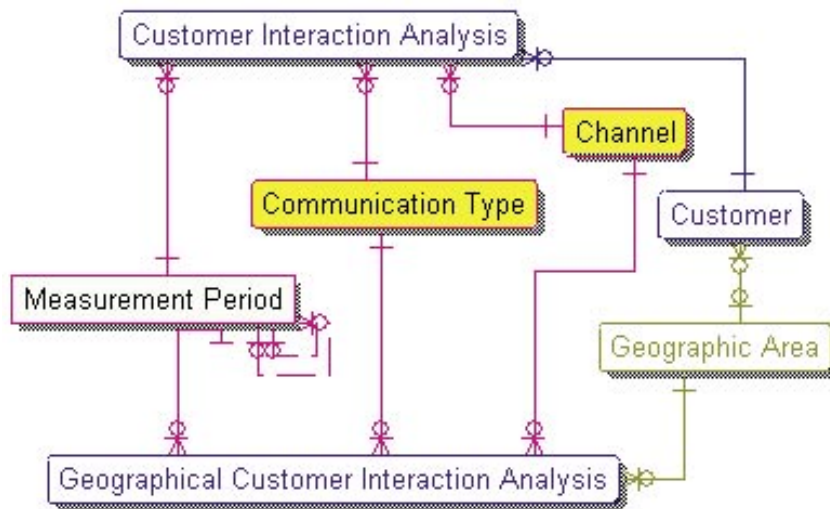 Customer Interaction Analysis
Channel
Communication Type
Customer
Measurement Period
Geographic Area
Geographical Customer Interaction Analysis